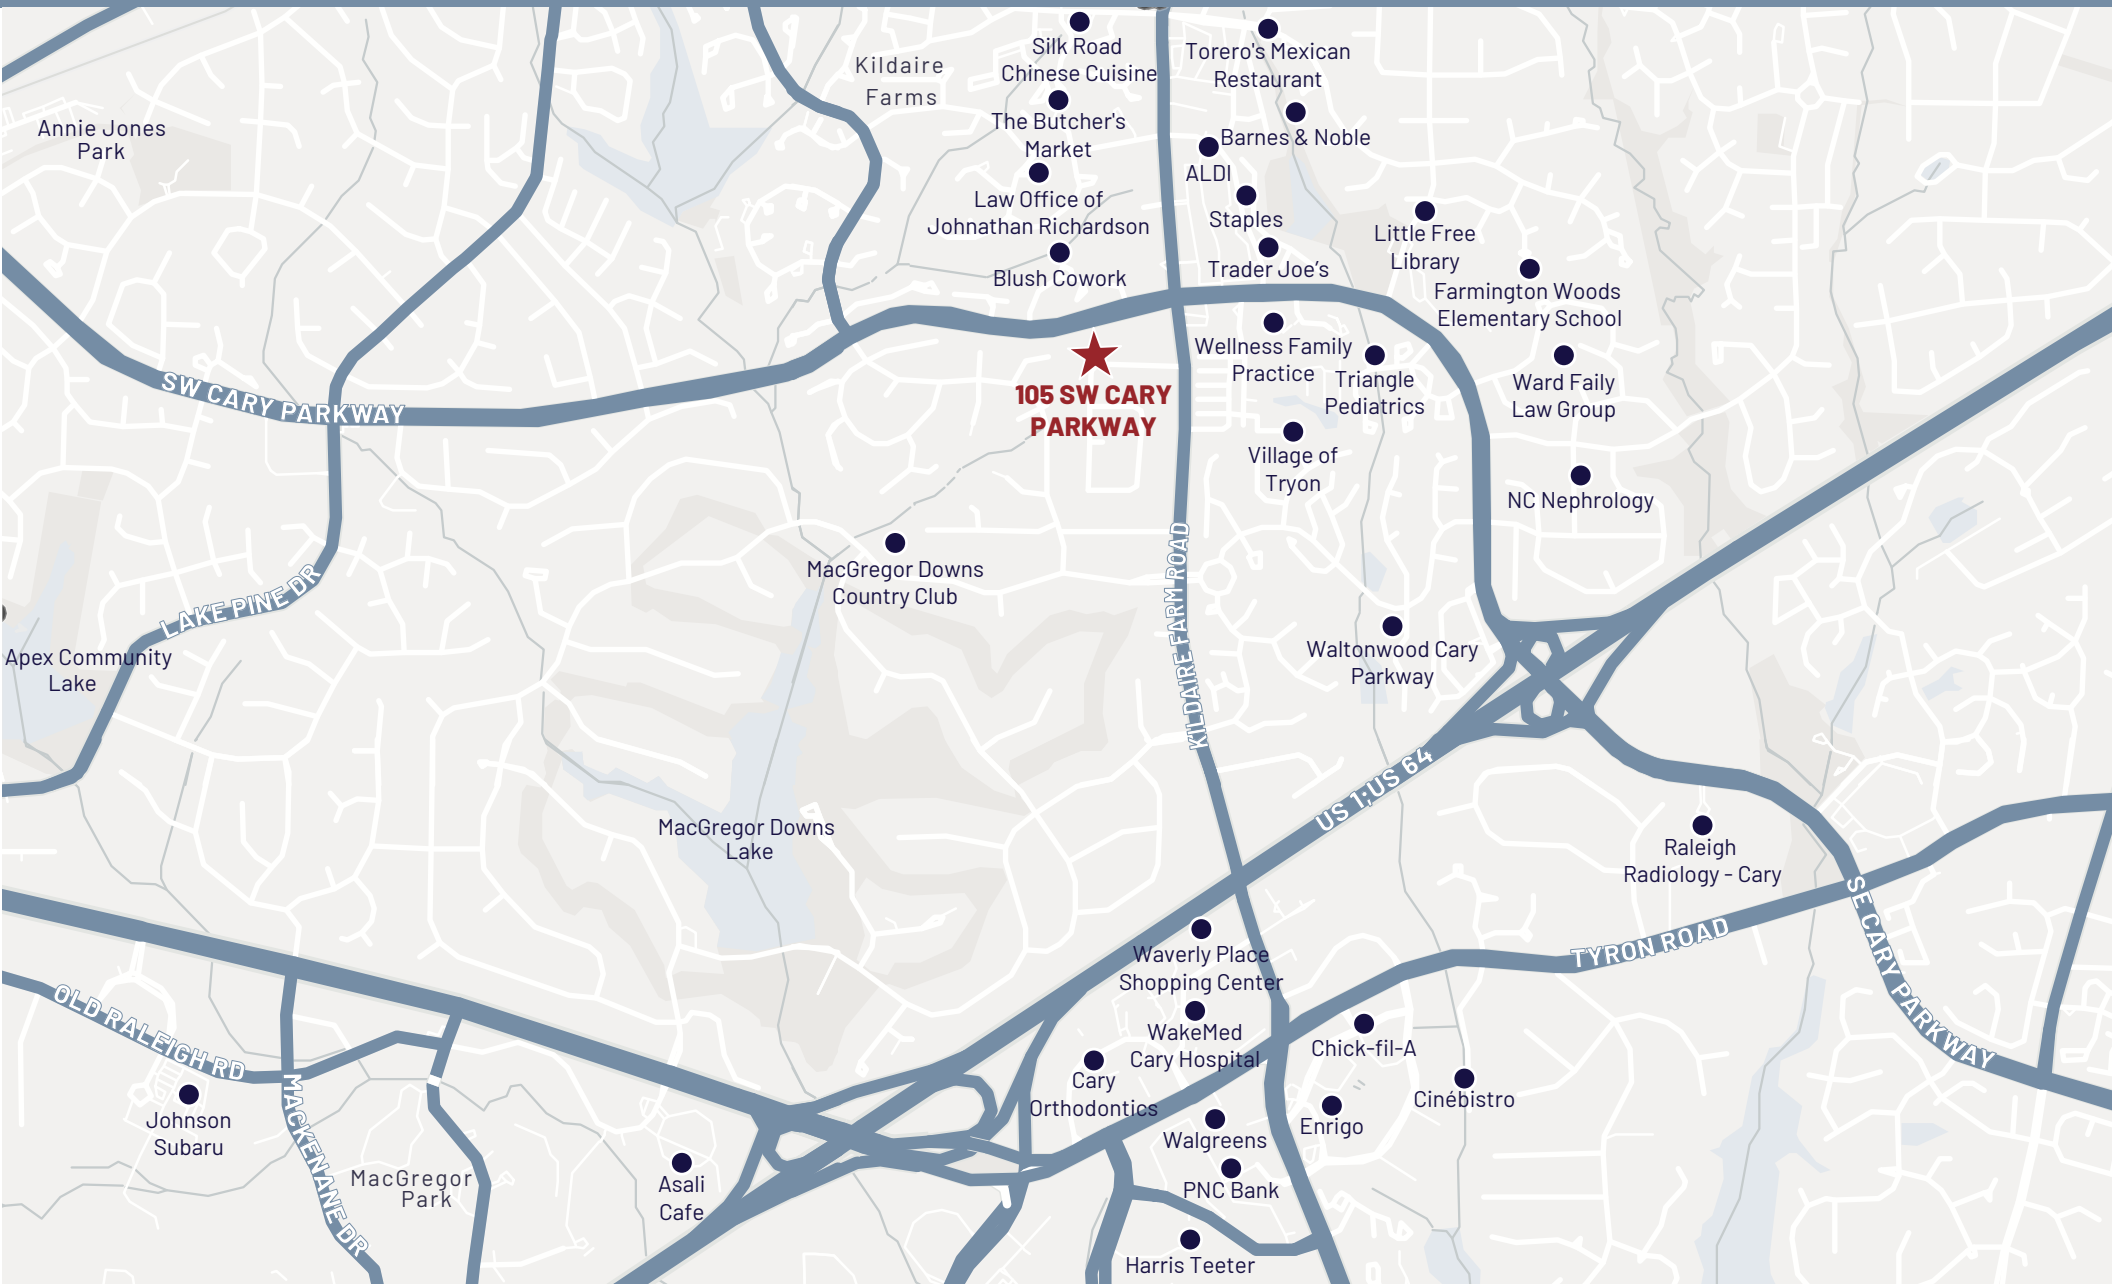 Silk Road
Chinese Cuisine
Torero's Mexican
Restaurant
Kildaire
Farms
The Butcher's
Market
Barnes & Noble
Annie Jones
Park
ALDI
Law Office of
Johnathan Richardson
Staples
Little Free
Library
Blush Cowork
Trader Joe's
Farmington Woods
Elementary School
Wellness Family
Practice
Triangle
Pediatrics
Ward Faily
Law Group
SW CARY PARKWAY
105 SW CARY
PARKWAY
Village of
Tryon
NC Nephrology
KILDAIRE FARM ROAD
MacGregor Downs
Country Club
LAKE PINE DR
Apex Community
Lake
Waltonwood Cary
Parkway
US 1;US 64
MacGregor Downs
Lake
Raleigh
Radiology - Cary
SE CARY PARKWAY
TYRON ROAD
Waverly Place
Shopping Center
OLD RALEIGH RD
WakeMed
Cary Hospital
Chick-fil-A
Cary
Orthodontics
Cinébistro
MACKENANE DR
Johnson
Subaru
Enrigo
Walgreens
MacGregor
Park
Asali
Cafe
PNC Bank
Harris Teeter